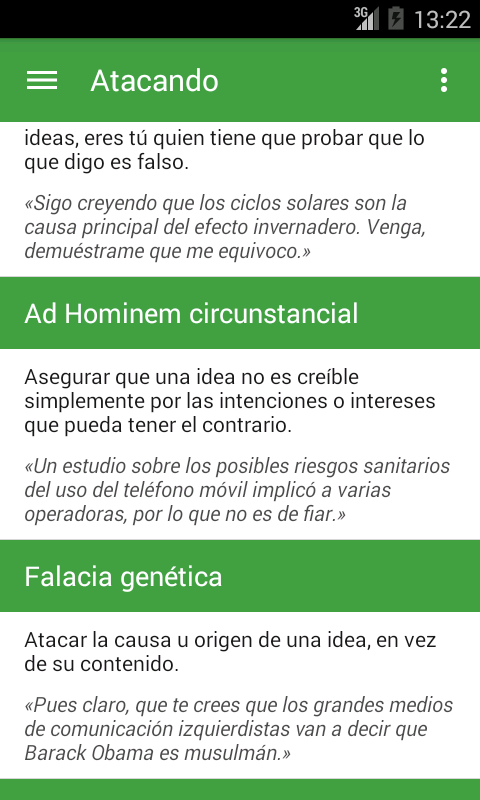 3G 13:22
Atacando
ideas, eres tú quien tiene que probar que lo
que digo es falso.
«Sigo creyendo que los ciclos solares son la
causa principal del efecto invernadero. Venga,
demuéstrame que me equivoco.»
Ad Hominem circunstancial
Asegurar que una idea no es creíble
simplemente por las intenciones o intereses
que pueda tener el contrario.
«Un estudio sobre los posibles riesgos sanitarios
del uso del teléfono móvil implicó a varias
operadoras, por lo que no es de fiar.»
Falacia genética
Atacar la causa u origen de una idea, en vez
de su contenido.
«Pues claro, que te crees que los grandes medios
de comunicación izquierdistas van a decir que
Barack Obama es musulmán.»